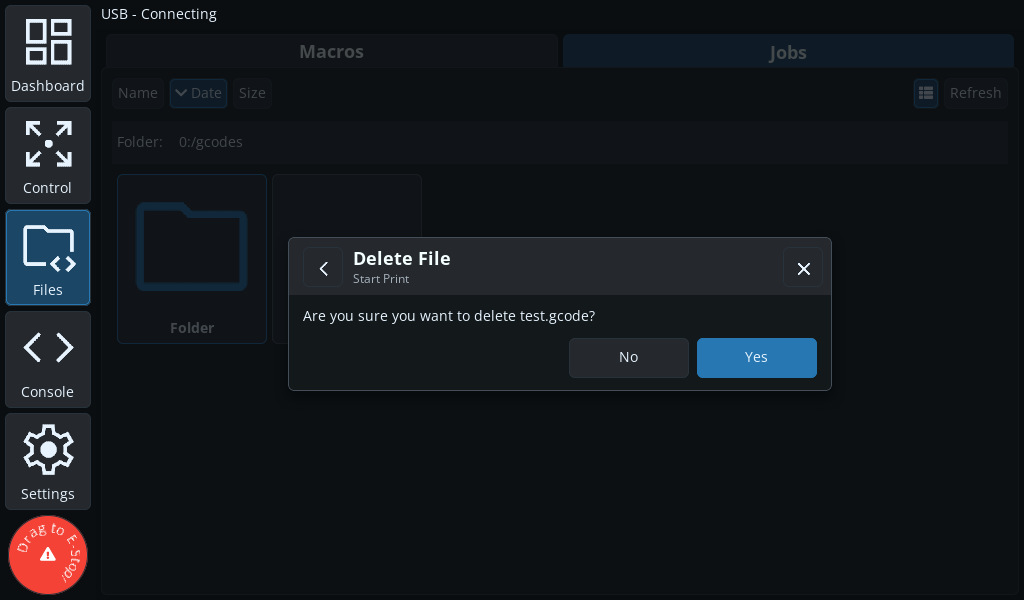 USB - Connecting
Dashboard
Control
Files
Console
Settings
Drag to E-Stop!
Macros
Jobs
Name
Date
Size
Refresh
Folder: 0:/gcodes
Folder
Delete File
Start Print
Are you sure you want to delete test.gcode?
No
Yes